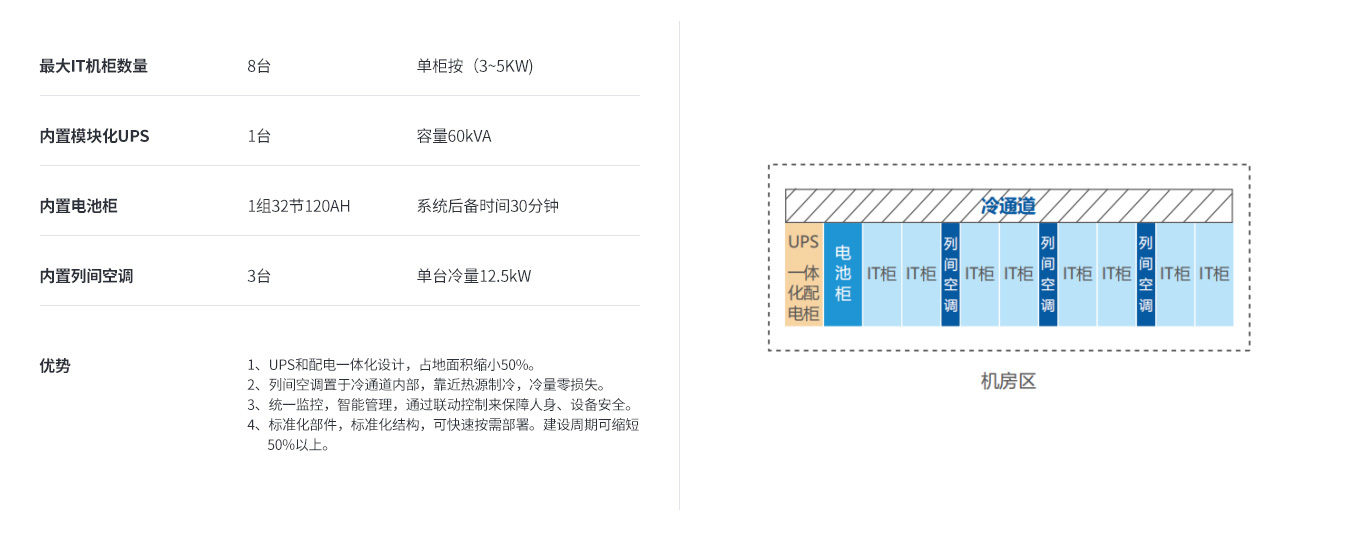 最大IT机柜数量 8台 单柜按（3~5KW)
内置模块化UPS 1台 容量60kVA
内置电池柜 1组32节120AH 系统后备时间30分钟
内置列间空调 3台 单台冷量12.5kW
优势
1、UPS和配电一体化设计，占地面积缩小50%。
2、列间空调置于冷通道内部，靠近热源制冷，冷量零损失。
3、统一监控，智能管理，通过联动控制来保障人身、设备安全。
4、标准化部件，标准化结构，可快速按需部署。建设周期可缩短
50%以上。
冷通道
UPS
一体
化配
电柜
电
池
柜
IT柜
IT柜
列
间
空
调
IT柜
IT柜
列
间
空
调
IT柜
IT柜
列
间
空
调
IT柜
IT柜
机房区